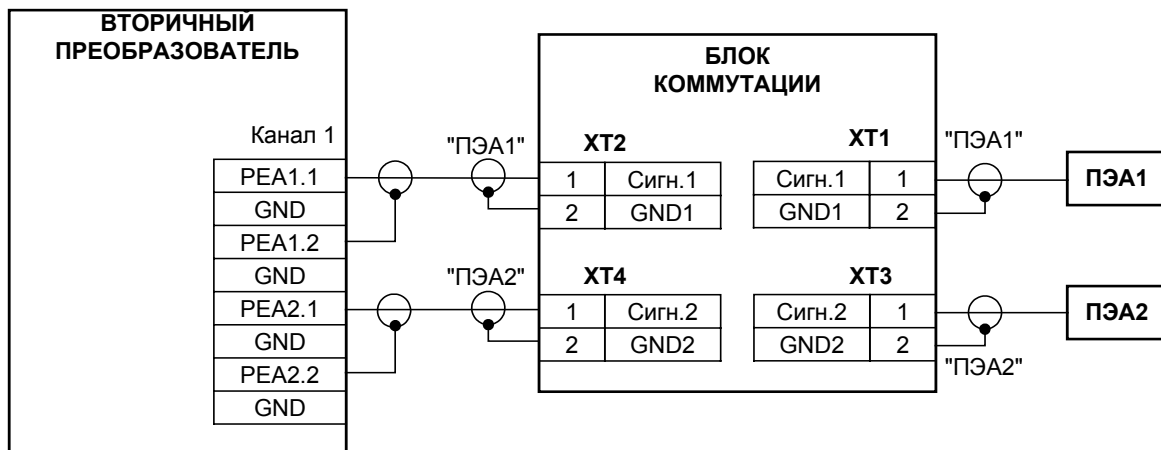 ВТОРИЧНЫЙ
ПРЕОБРАЗОВАТЕЛЬ
Канал 1
PEA1.1
GND
PEA1.2
GND
PEA2.1
GND
PEA2.2
GND
"ПЭА1"
"ПЭА2"
БЛОК
КОММУТАЦИИ
XT2
1 Сигн.1
2 GND1
XT4
1 Сигн.2
2 GND2
XT1
Сигн.1 1
GND1 2
XT3
Сигн.2 1
GND2 2
"ПЭА1"
"ПЭА2"
ПЭА1
ПЭА2